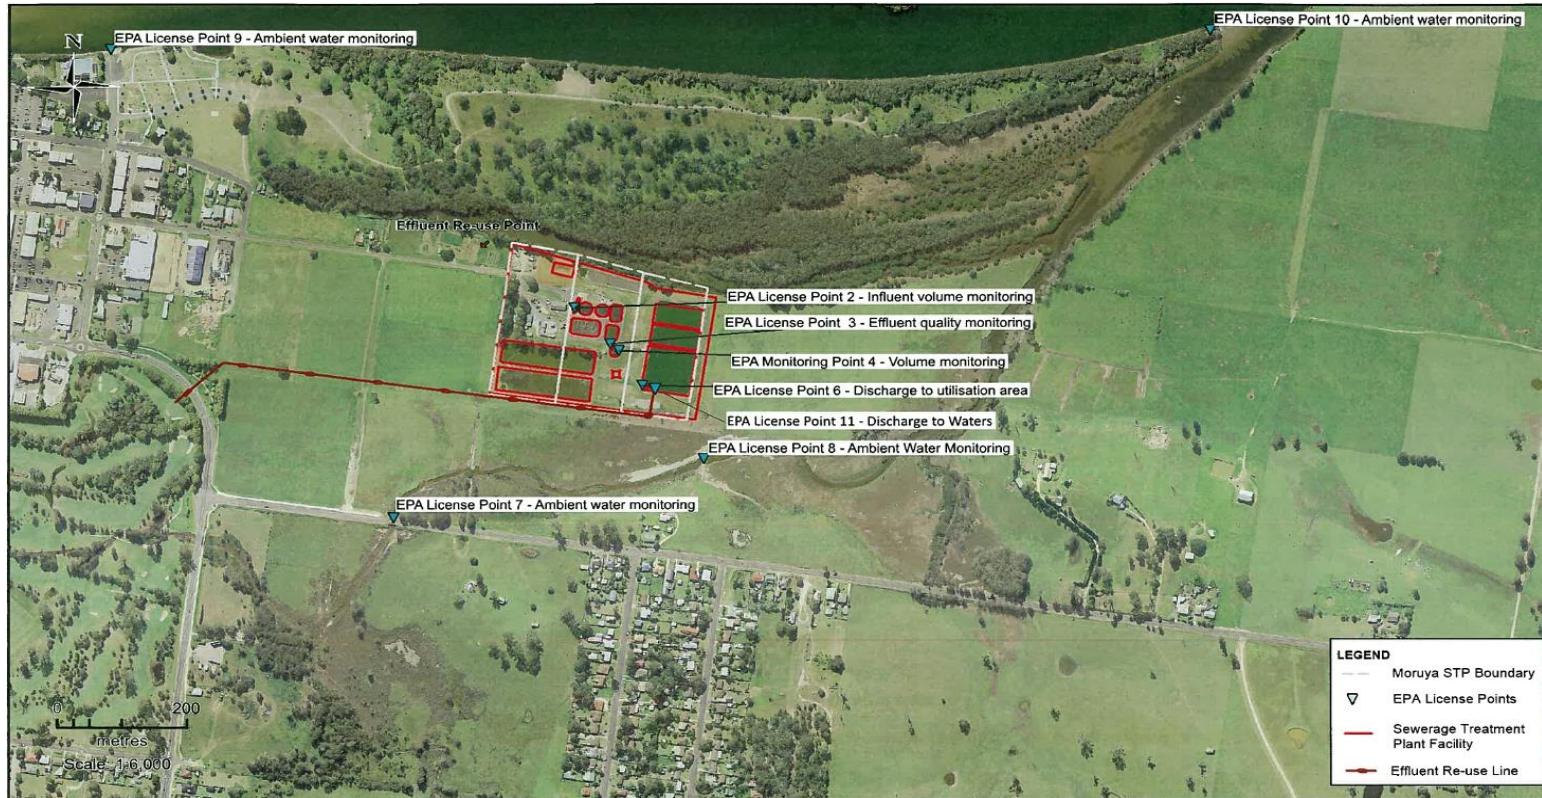 EPA License Point 10 - Ambient water monitoring
EPA License Point 9 - Ambient water monitoring
N
Effluent Re-use Point
EPA License Point 2 - Influent volume monitoring
EPA License Point 3 - Effluent quality monitoring
EPA Monitoring Point 4 - Volume monitoring
EPA License Point 6 - Discharge to utilisation area
EPA License Point 11 - Discharge to Waters
EPA License Point 8 - Ambient Water Monitoring
EPA License Point 7 - Ambient water monitoring
0 200
metres
Scale 1:6,000
LEGEND
Moruya STP Boundary
EPA License Points
Sewerage Treatment
Plant Facility
Effluent Re-use Line